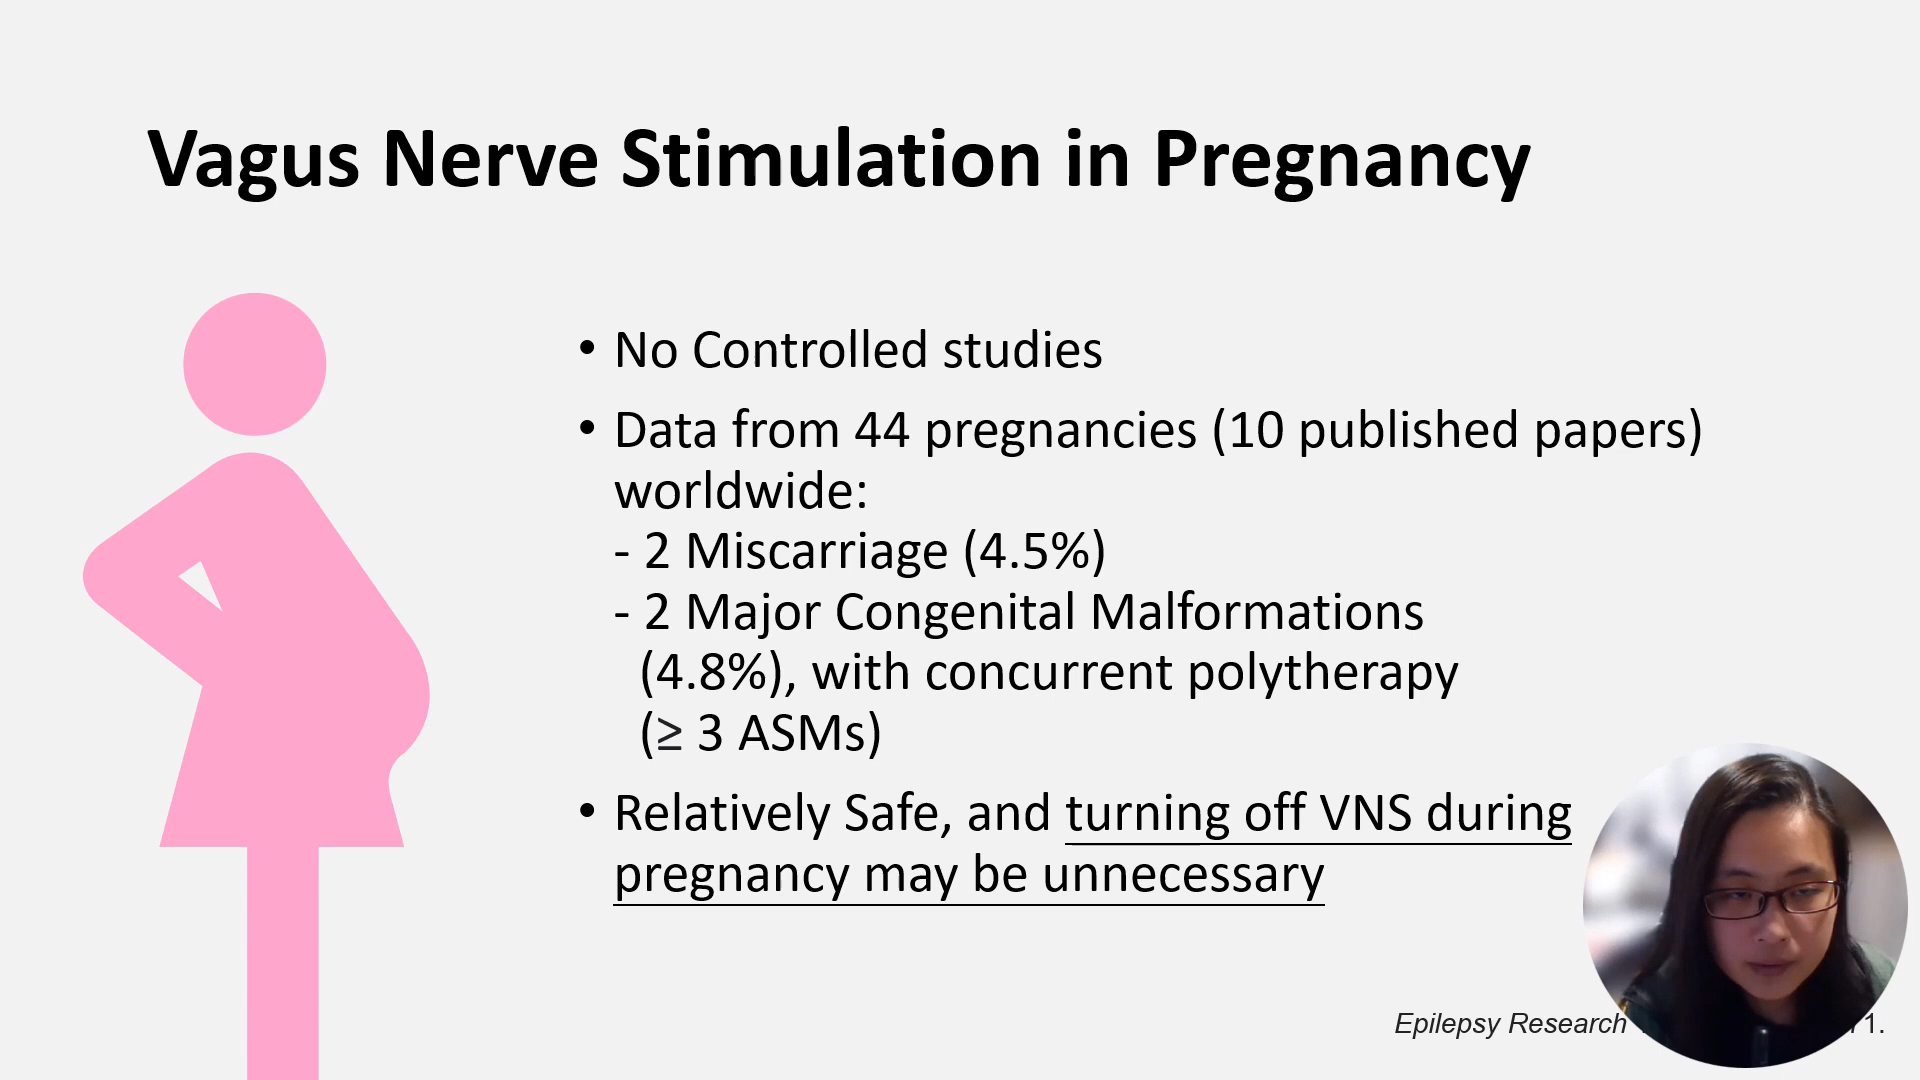 Vagus Nerve Stimulation in Pregnancy
• No Controlled studies
• Data from 44 pregnancies (10 published papers)
worldwide:
- 2 Miscarriage (4.5%)
- 2 Major Congenital Malformations
(4.8%), with concurrent polytherapy
(≥ 3 ASMs)
• Relatively Safe, and turning off VNS during
pregnancy may be unnecessary
Epilepsy Research